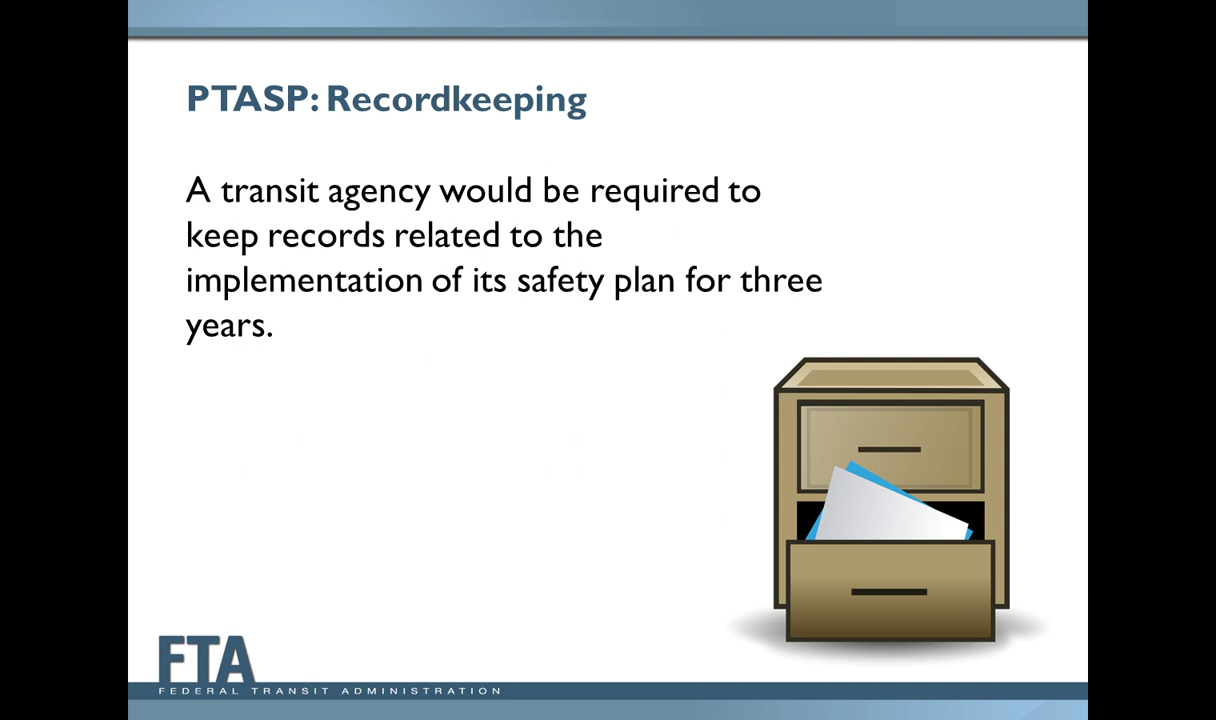 PTASP: Recordkeeping
A transit agency would be required to
keep records related to the
implementation of its safety plan for three
years.
FTA
FEDERAL TRANSIT ADMINISTRATION